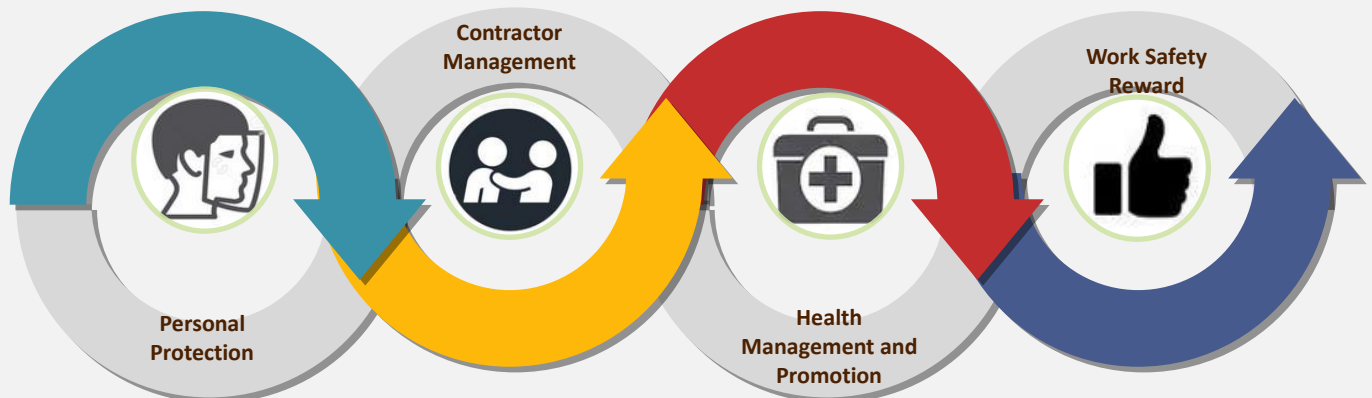 Personal
Protection
Contractor
Management
Health
Management and
Promotion
Work Safety
Reward